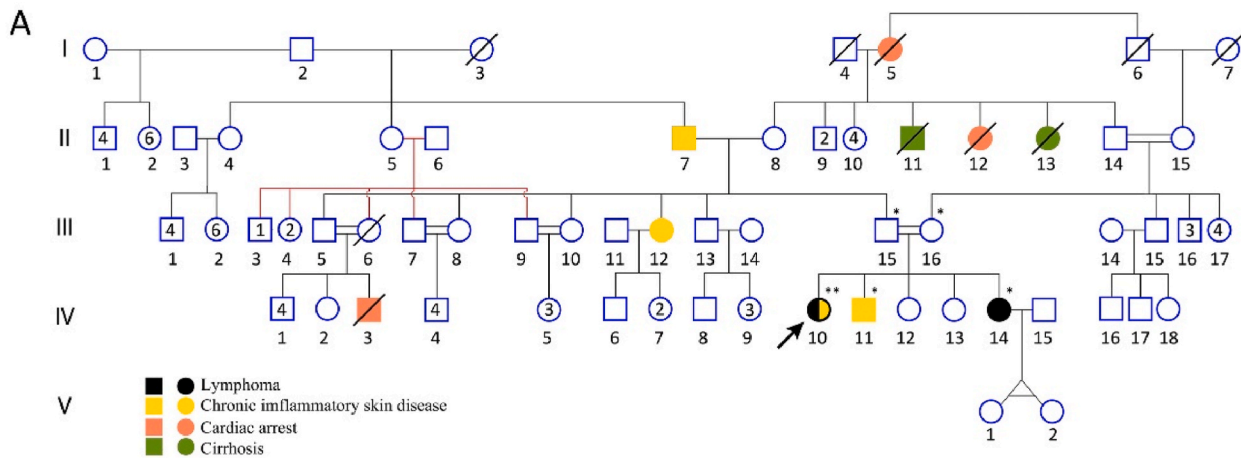 A
I
1 2 3 4 5 6 7
II
4 6 2 4
1 2 3 4 5 6 7 8 9 10 11 12 13 14 15
* *
III
4 6 1 2 3 4
1 2 3 4 5 6 7 8 9 10 11 12 13 14 15 16 14 15 16 17
** * *
IV
4 4 3 2 3
1 2 3 4 5 6 7 8 9 10 11 12 13 14 15 16 17 18
V
1 2
Lymphoma
Chronic imflammatory skin disease
Cardiac arrest
Cirrhosis